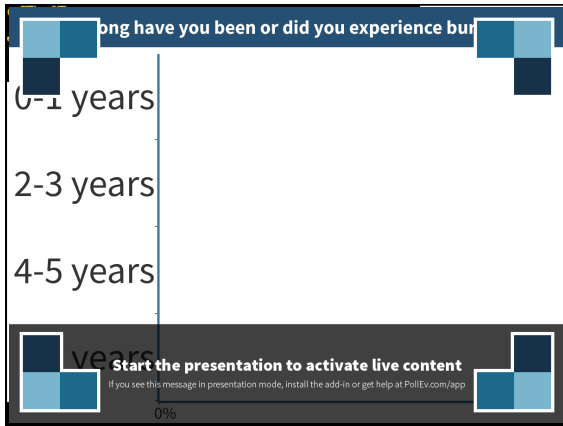 ong have you been or did you experience bur
0-1 years
2-3 years
4-5 years
years
Start the presentation to activate live content
If you see this message in presentation mode, install the add-in or get help at PollEv.com/app
0%